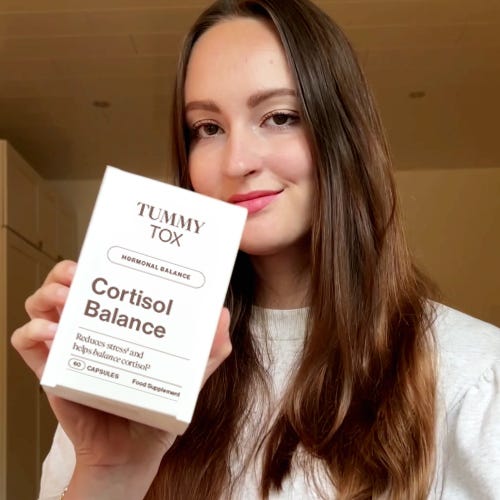 TUMMY
TOX
HORMONAL BALANCE
Cortisol
Balance
Reduces stress¹ and
helps balance cortisol²
60 CAPSULES Food Supplement